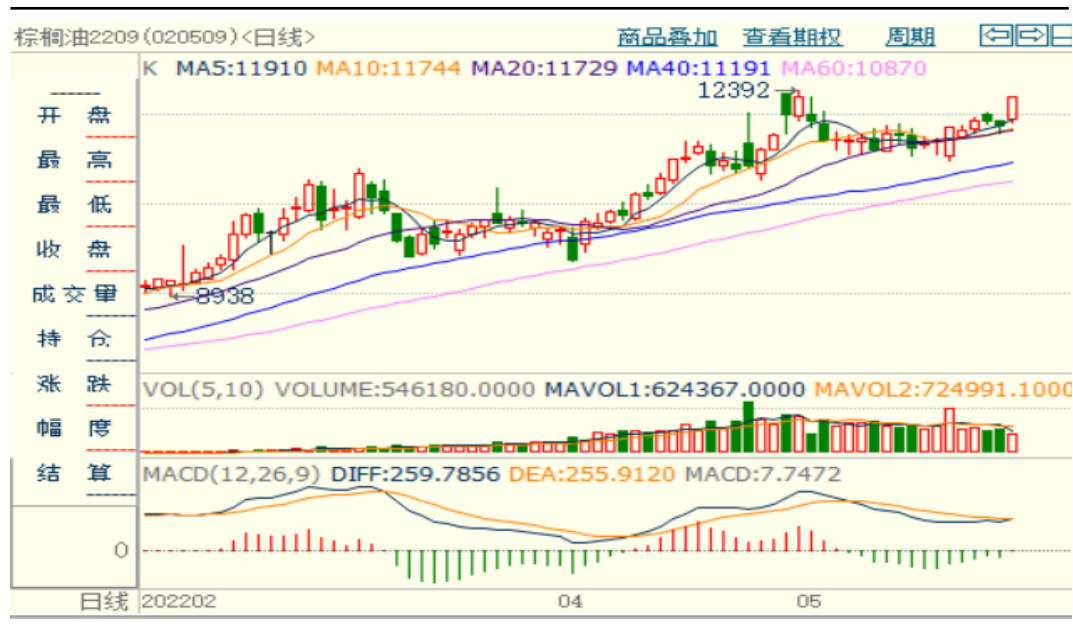 棕榈油2209(020509)<日线> 商品叠加 查看期权 周期
K MA5:11910 MA10:11744 MA20:11729 MA40:11191 MA60:10870
12392
开 盘
最 高
最 低
收 盘
8938
成交量
持 仓
涨 跌
VOL(5,10) VOLUME:546180.0000 MAVOL1:624367.0000 MAVOL2:724991.1000
幅 度
结 算
MACD(12,26,9) DIFF:259.7856 DEA:255.9120 MACD:7.7472
0
日线 202202 04 05